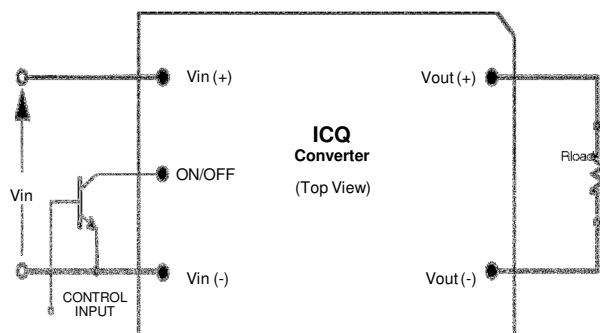 Vin (+)
Vout (+)
ICQ
Converter
(Top View)
Rload
ON/OFF
Vin
Vin (-)
Vout (-)
CONTROL
INPUT